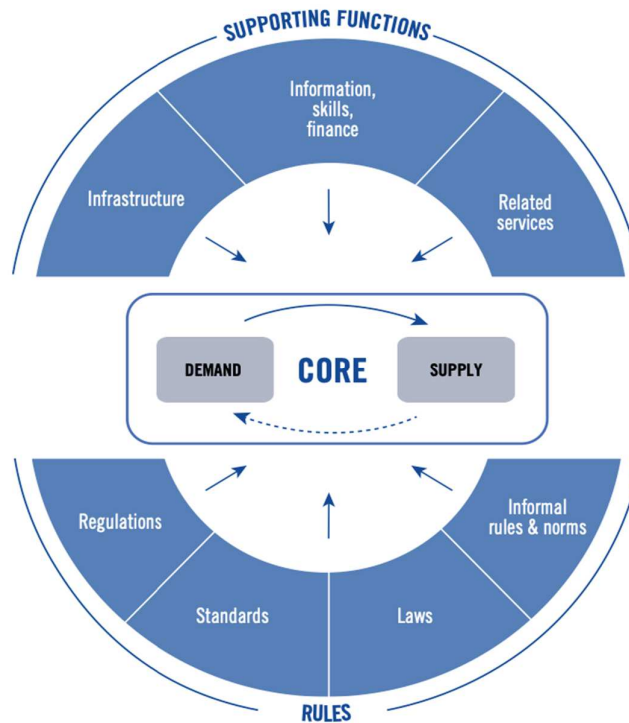 SUPPORTING FUNCTIONS
Information,
skills,
finance
Infrastructure
Related
services
DEMAND
CORE
SUPPLY
Regulations
Informal
rules & norms
Standards
Laws
RULES